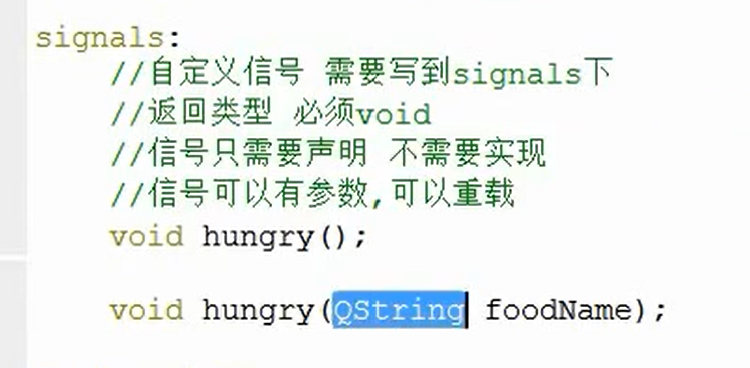 signals:
//自定义信号 需要写到signals下
//返回类型 必须void
//信号只需要声明 不需要实现
//信号可以有参数,可以重载
void hungry();
void hungry(QString foodName);